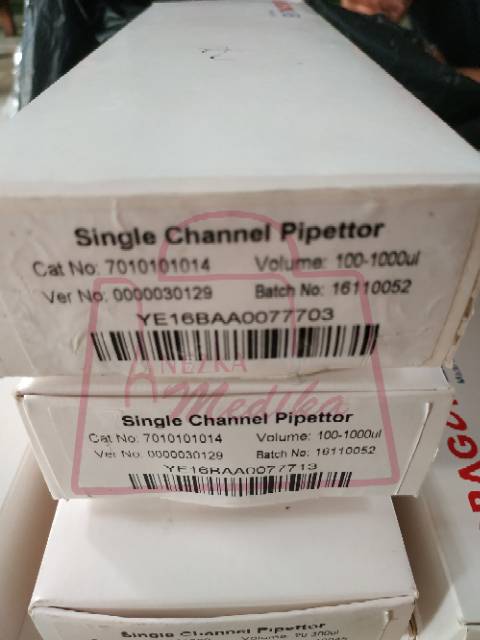 Single Channel Pipettor
Cat No: 7010101014 Volume: 100-1000ul
Ver No: 0000030129 Batch No: 16110052
YE16BAA0077703
ANEZKA
Medika
Single Channel Pipettor
Cat No: 7010101014 Volume: 100-1000ul
Ver No: 0000030129 Batch No: 16110052
YE16BAA0077713
Single Channel Pipettor
Volume: